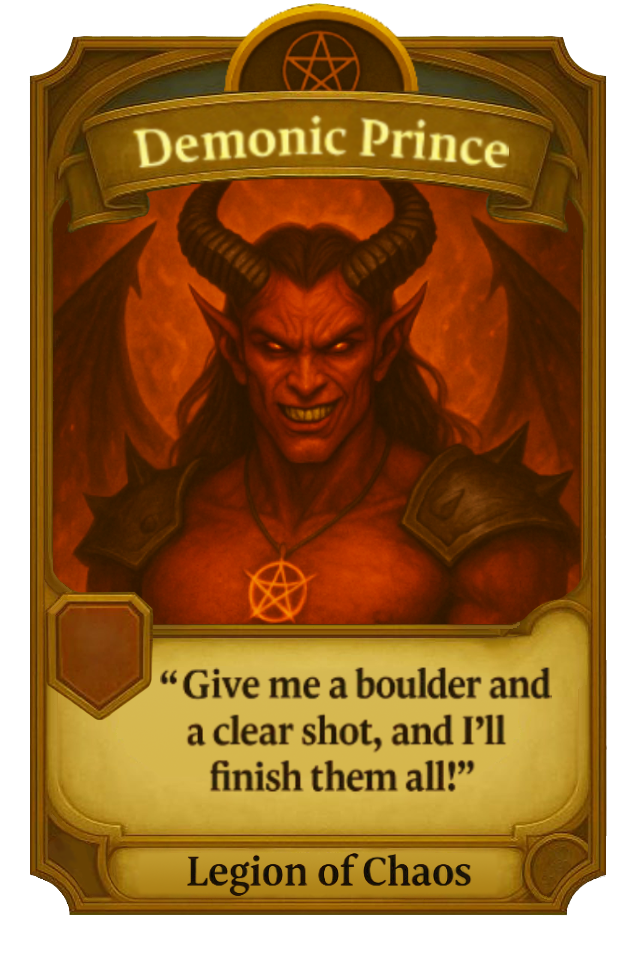 Demonic Prince
“Give me a boulder and
a clear shot, and I’ll
finish them all!”
Legion of Chaos